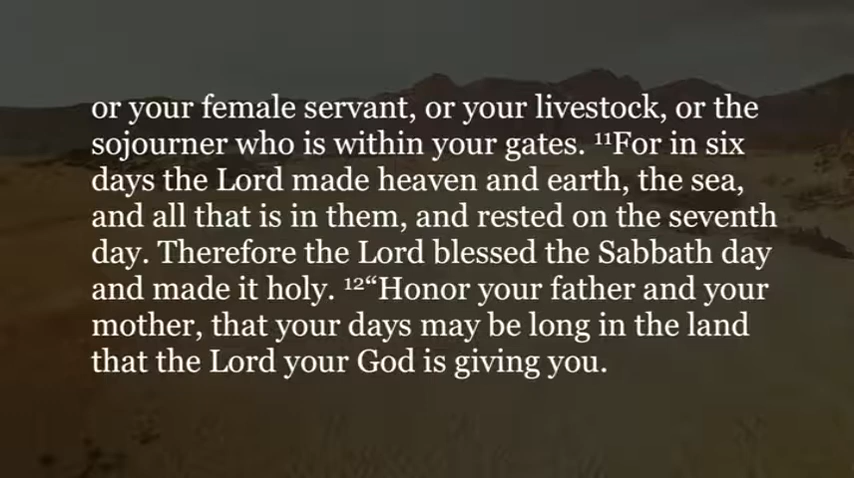 or your female servant, or your livestock, or the
sojourner who is within your gates. ¹¹For in six
days the Lord made heaven and earth, the sea,
and all that is in them, and rested on the seventh
day. Therefore the Lord blessed the Sabbath day
and made it holy. ¹²“Honor your father and your
mother, that your days may be long in the land
that the Lord your God is giving you.